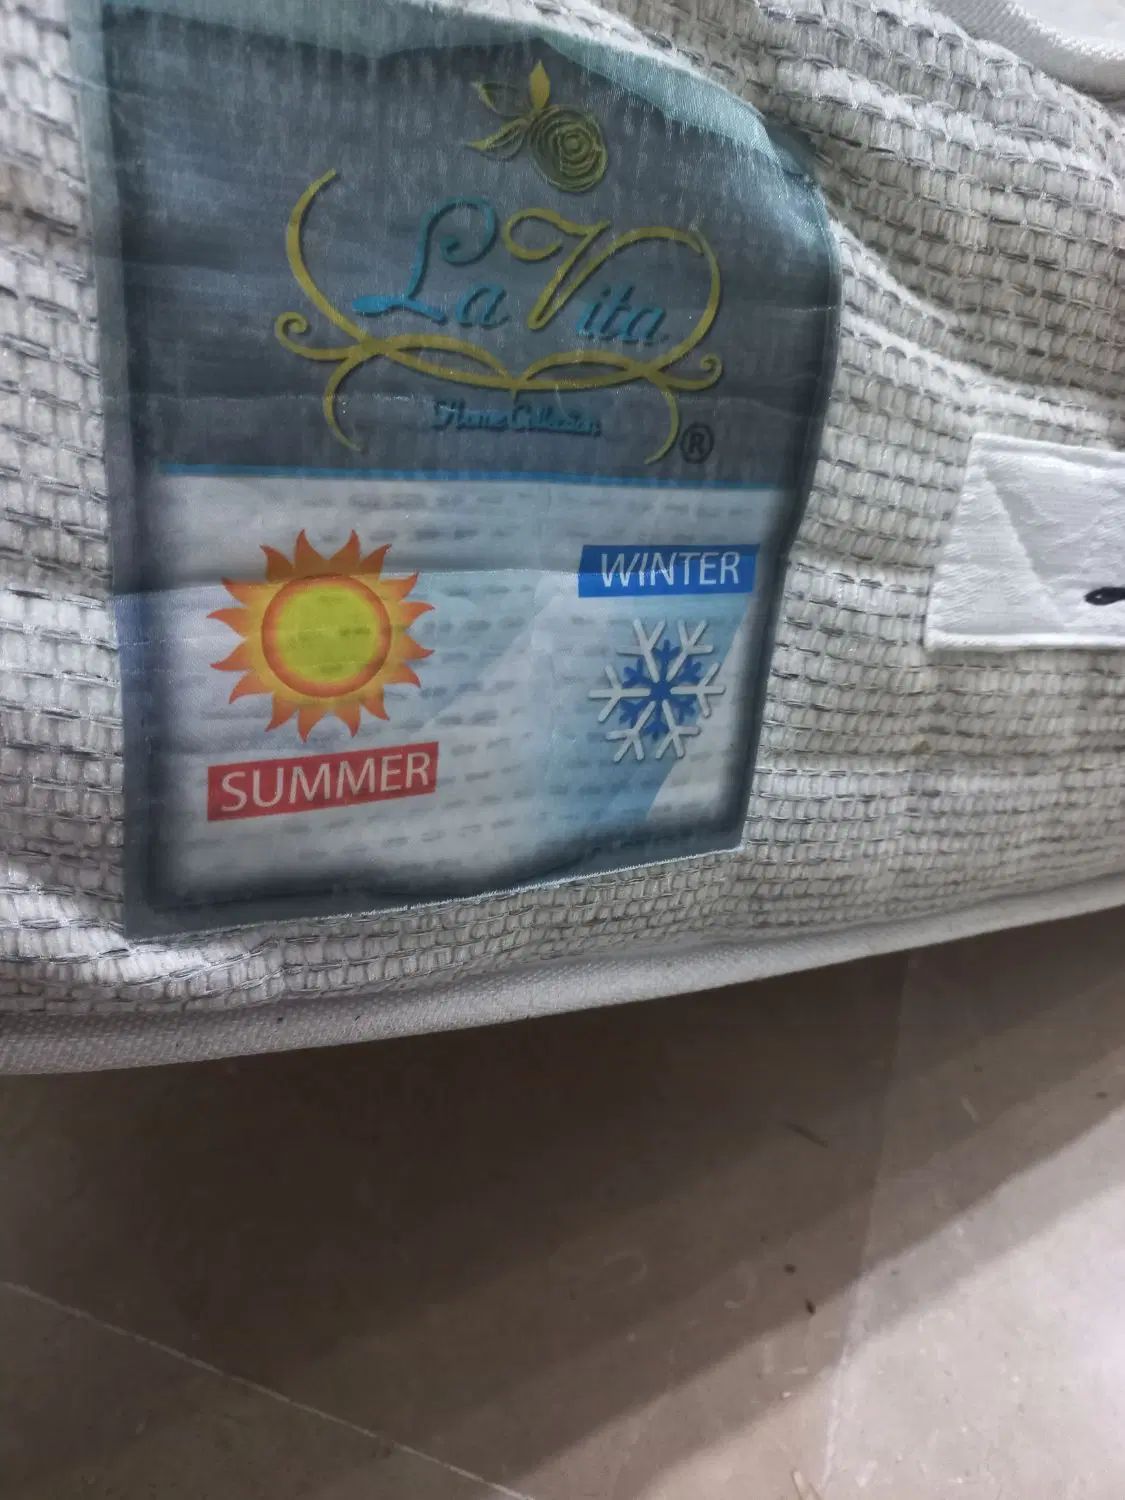 La Vita
Home Collection
®
WINTER
SUMMER